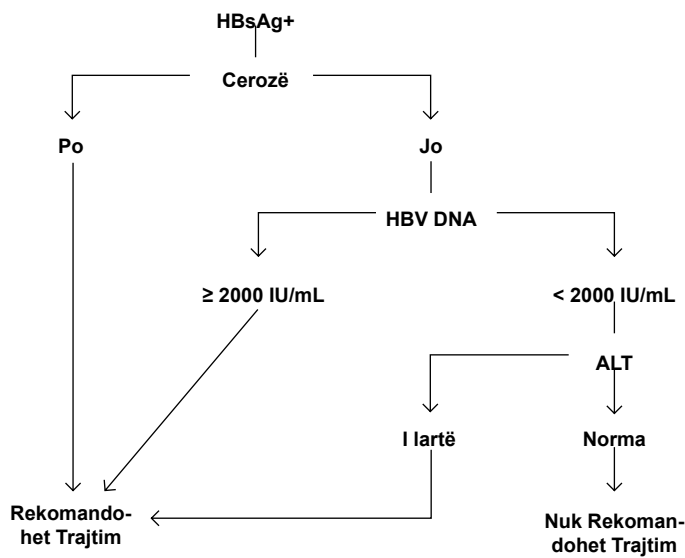 HBsAg+
Cerozë
Po
Jo
HBV DNA
≥ 2000 IU/mL
< 2000 IU/mL
ALT
I lartë
Norma
Rekomando-
het Trajtim
Nuk Rekoman-
dohet Trajtim